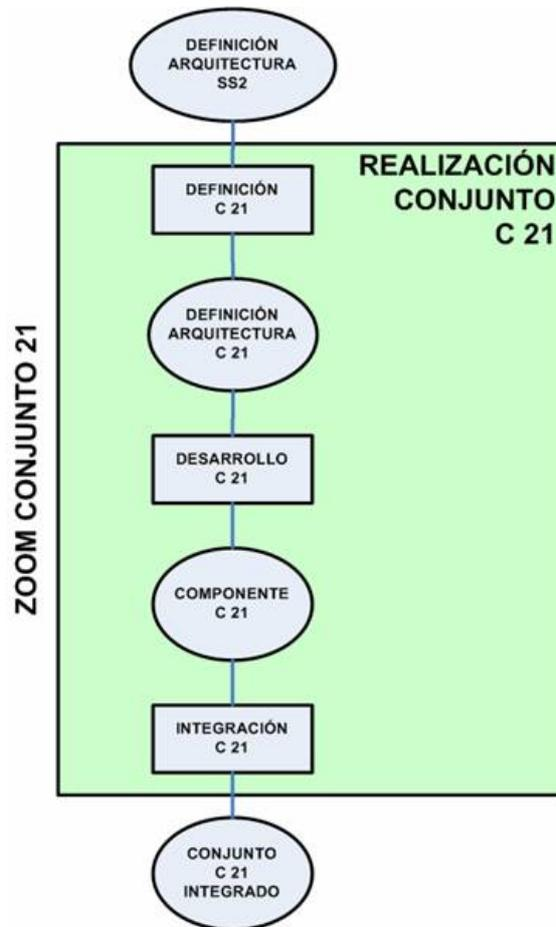 DEFINICIÓN
ARQUITECTURA
SS2
REALIZACIÓN
CONJUNTO
C 21
DEFINICIÓN
C 21
DEFINICIÓN
ARQUITECTURA
C 21
ZOOM CONJUNTO 21
DESARROLLO
C 21
COMPONENTE
C 21
INTEGRACIÓN
C 21
CONJUNTO
C 21
INTEGRADO